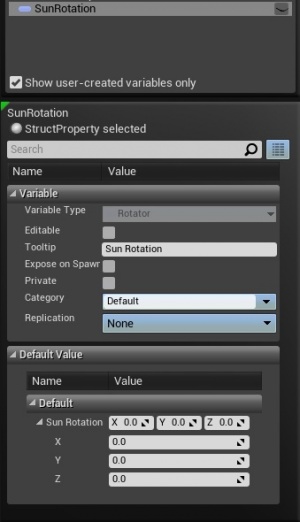 SunRotation
Show user-created variables only
SunRotation
StructProperty selected
Search
Name Value
Variable
Variable Type Rotator
Editable
Tooltip Sun Rotation
Expose on Spawn
Private
Category Default
Replication None
Default Value
Name Value
Default
Sun Rotation X 0.0 Y 0.0 Z 0.0
X 0.0
Y 0.0
Z 0.0